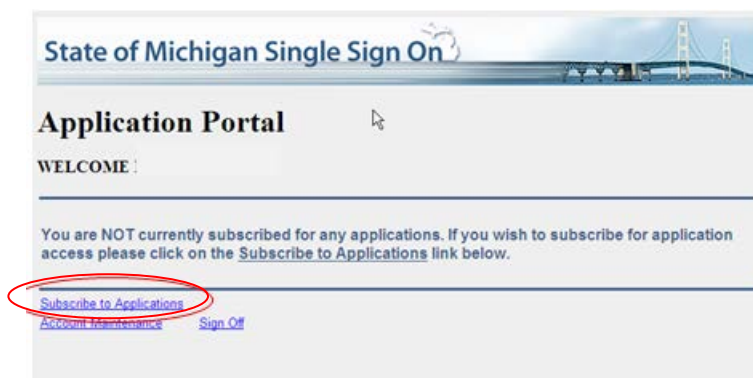 State of Michigan Single Sign On
Application Portal
WELCOME
You are NOT currently subscribed for any applications. If you wish to subscribe for application
access please click on the Subscribe to Applications link below.
Subscribe to Applications
Account Maintenance Sign Off